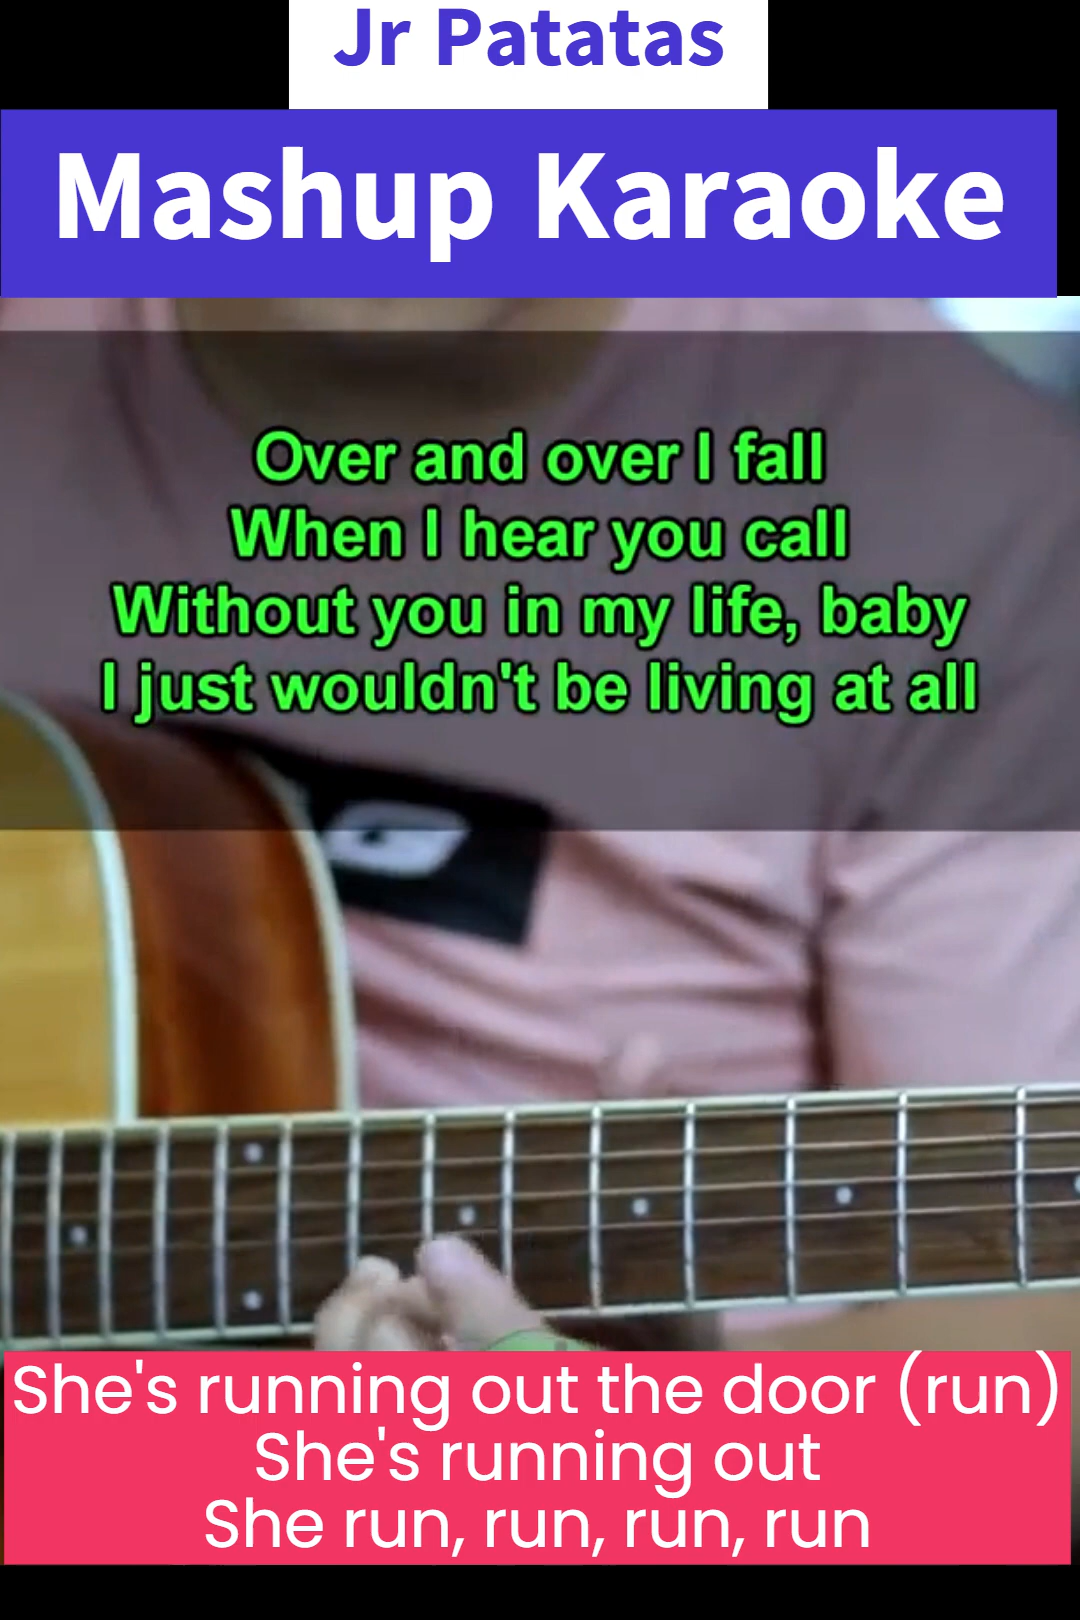 Jr Patatas
Mashup Karaoke
Over and over I fall
When I hear you call
Without you in my life, baby
I just wouldn't be living at all
She's running out the door (run)
She's running out
She run, run, run, run